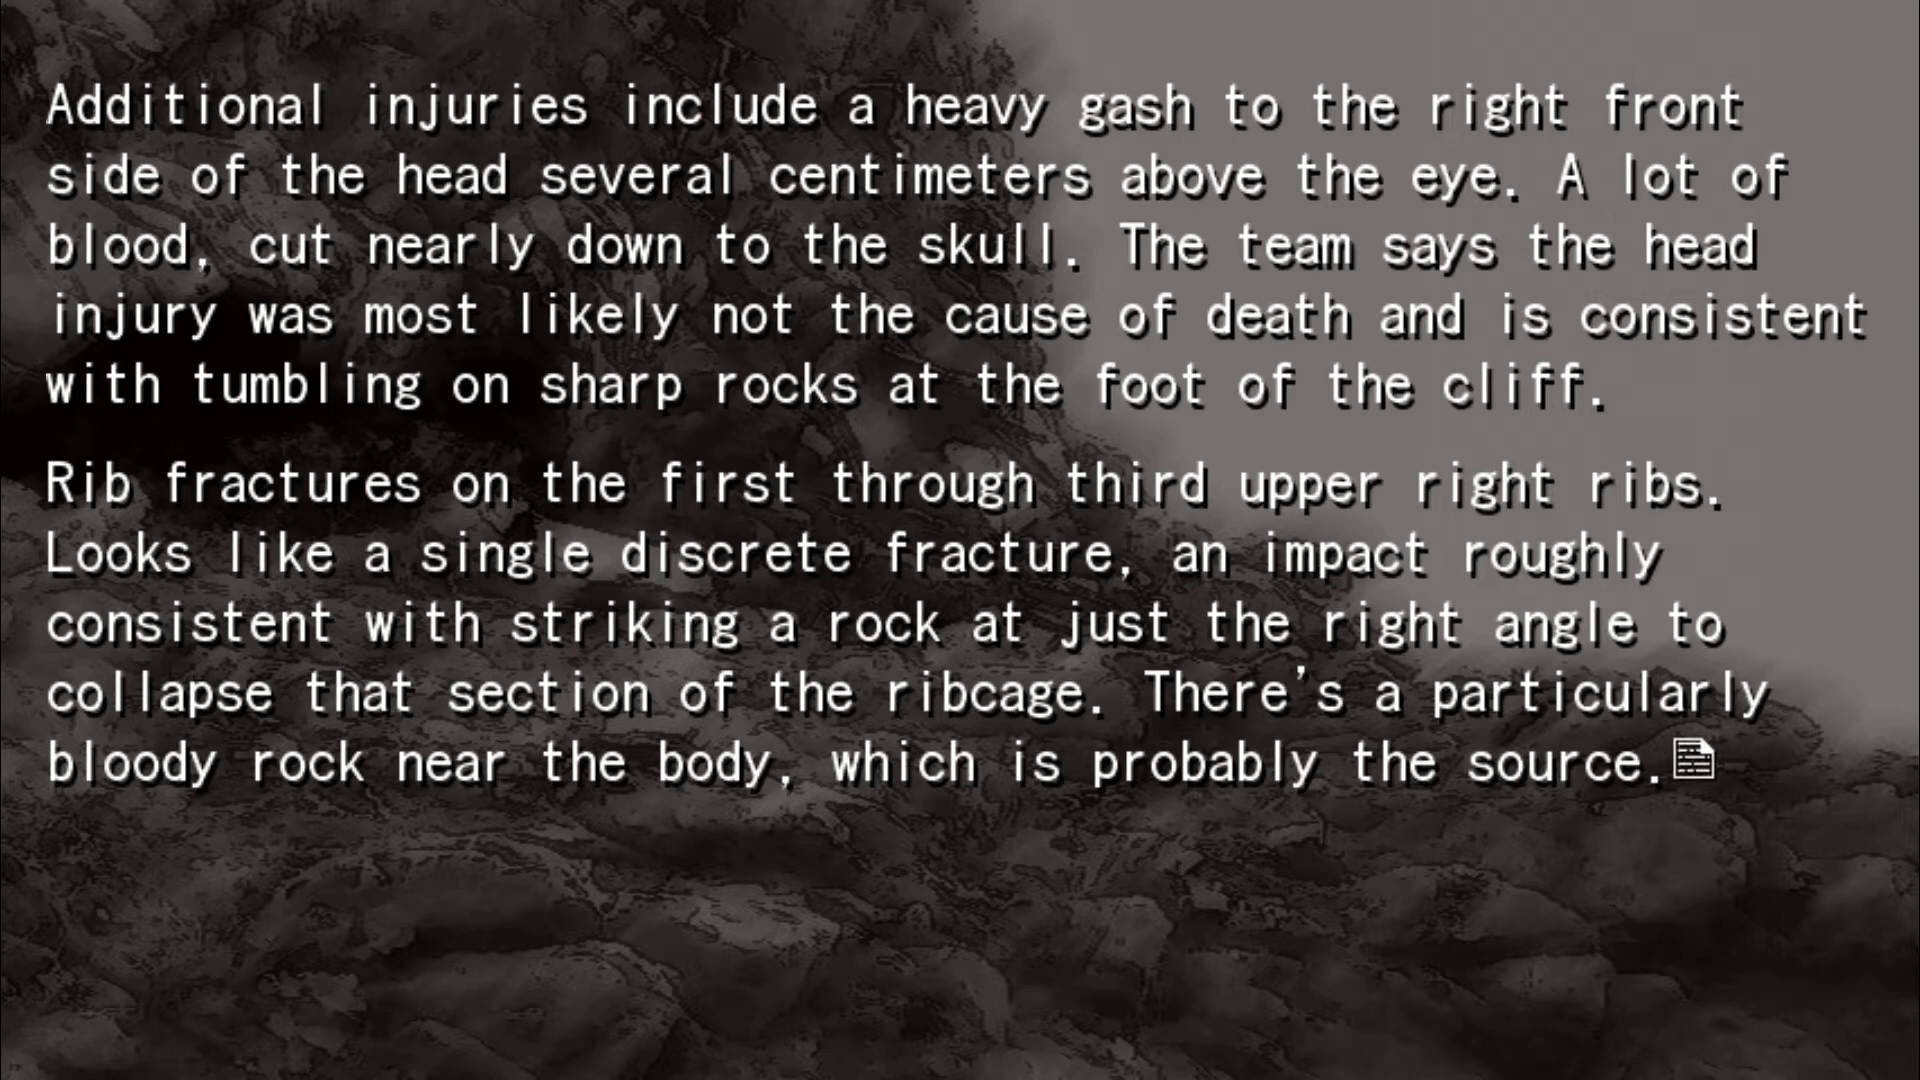 Additional injuries include a heavy gash to the right front
side of the head several centimeters above the eye. A lot of
blood, cut nearly down to the skull. The team says the head
injury was most likely not the cause of death and is consistent
with tumbling on sharp rocks at the foot of the cliff.
Rib fractures on the first through third upper right ribs.
Looks like a single discrete fracture, an impact roughly
consistent with striking a rock at just the right angle to
collapse that section of the ribcage. There's a particularly
bloody rock near the body, which is probably the source.